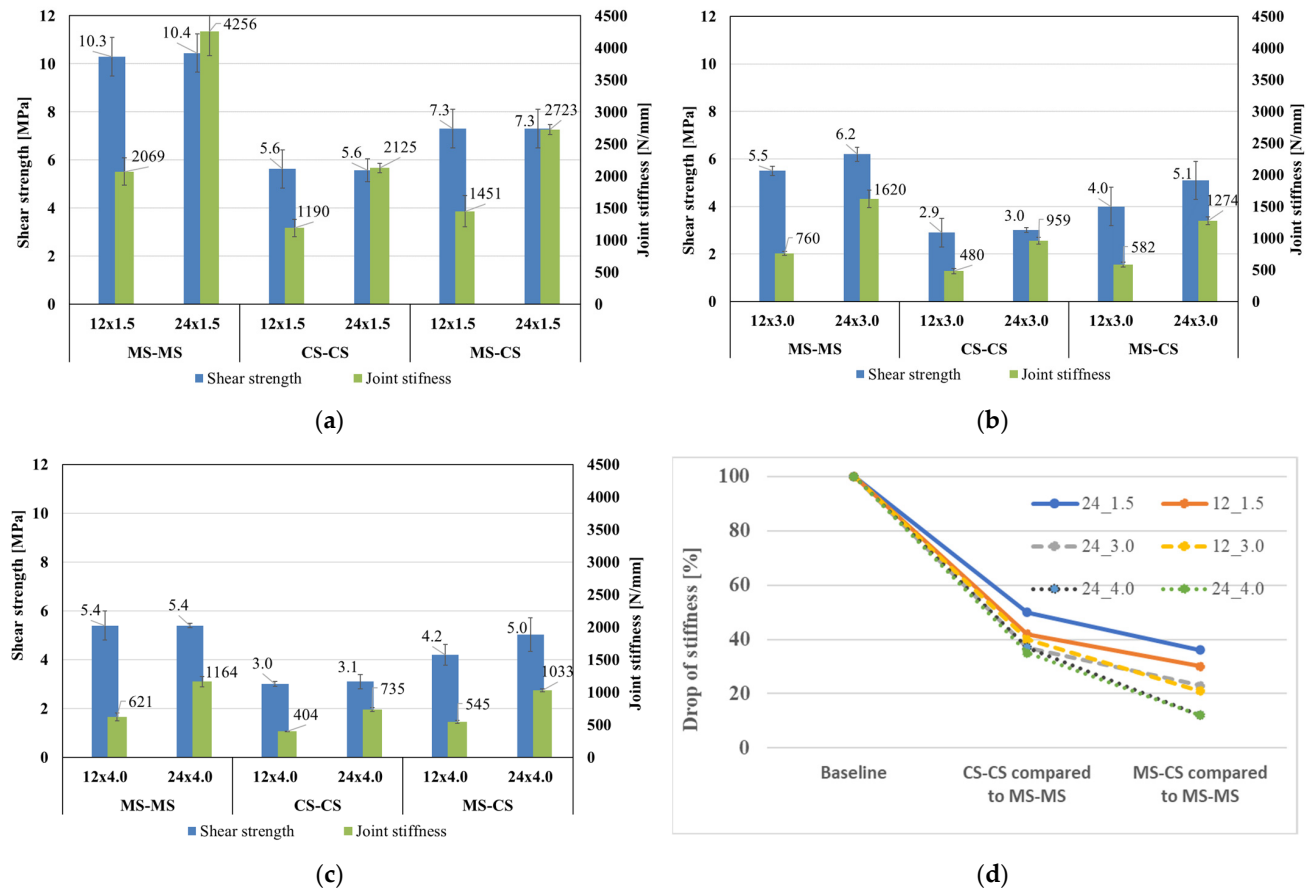 12 4500
10.3 10.4 4256
4000
10
3500
8 7.3 7.3 2723 3000
2500
6 2069 5.6 5.6 2125
2000
4 1190 1451 1500
1000
2
500
0 0
Shear strength [MPa]
Joint stiffness [N/mm]
12x1.5 24x1.5 12x1.5 24x1.5 12x1.5 24x1.5
MS-MS CS-CS MS-CS
Shear strength Joint stifness
(a)
12 4500
4000
10
3500
8 3000
6.2 2500
6 5.5 5.1
2000
4 1620 4.0 1274 1500
2.9 3.0 959
760 480 582 1000
2
500
0 0
Shear strength [MPa]
Joint stiffness [N/mm]
12x3.0 24x3.0 12x3.0 24x3.0 12x3.0 24x3.0
MS-MS CS-CS MS-CS
Shear strength Joint stiffness
(b)
12 4500
4000
10
3500
8 3000
2500
6 5.4 5.4 5.0
2000
4 4.2
3.0 3.1 1500
1164 1033
2 621 404 735 545 1000
500
0 0
Shear strength [MPa]
Joint stiffness [N/mm]
12x4.0 24x4.0 12x4.0 24x4.0 12x4.0 24x4.0
MS-MS CS-CS MS-CS
Shear strength Joint stiffness
(c)
Drop of stiffness [%]
100
80
60
40
20
0
24_1.5 12_1.5
24_3.0 12_3.0
24_4.0 24_4.0
Baseline
CS-CS compared
to MS-MS
MS-CS compared
to MS-MS
(d)